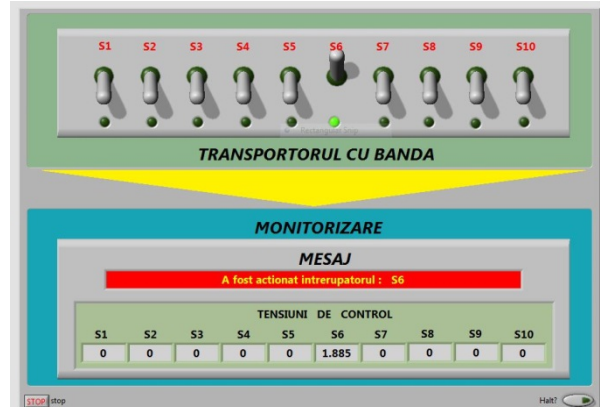 S1 S2 S3 S4 S5 S6 S7 S8 S9 S10
Rectangular Snip
TRANSPORTORUL CU BANDA
MONITORIZARE
MESAJ
A fost actionat intrerupatorul : S6
TENSIUNI DE CONTROL
S1 S2 S3 S4 S5 S6 S7 S8 S9 S10
0 0 0 0 0 1.885 0 0 0 0
STOP stop Halt?